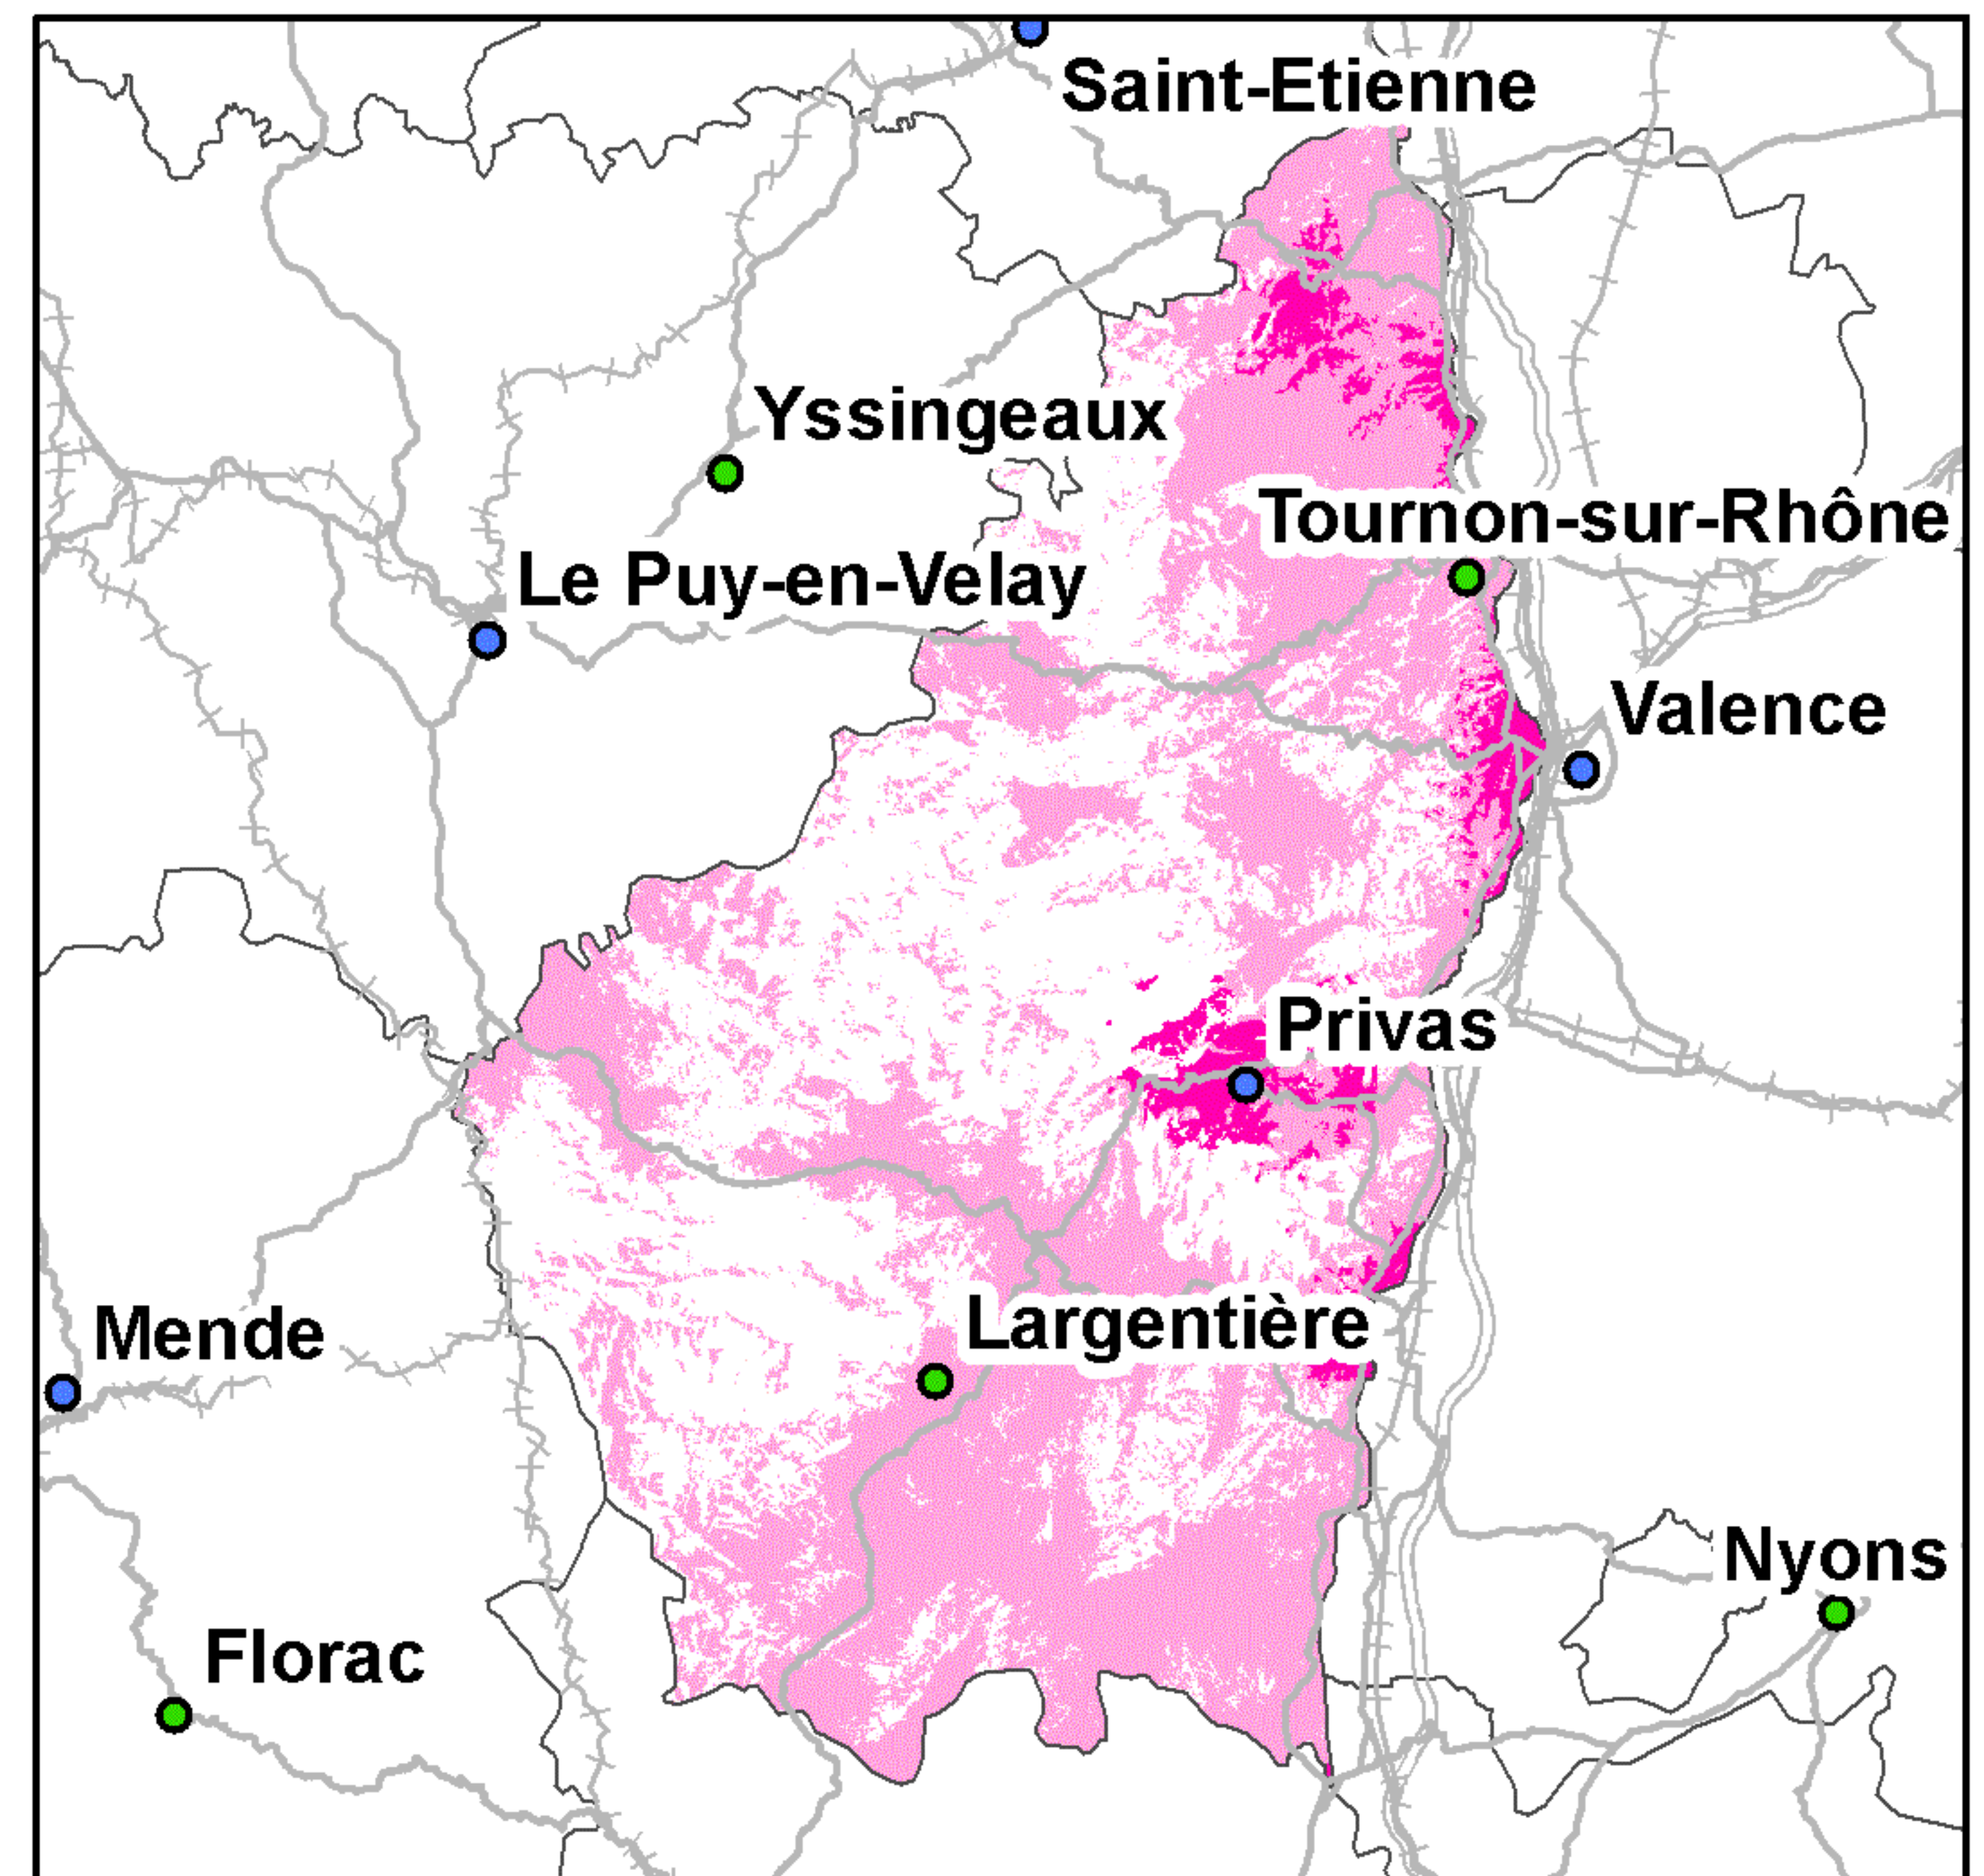 Saint-Etienne
Yssingeaux
Tournon-sur-Rhône
Le Puy-en-Velay
Valence
Privas
Largentière
Mende
Nyons
Florac